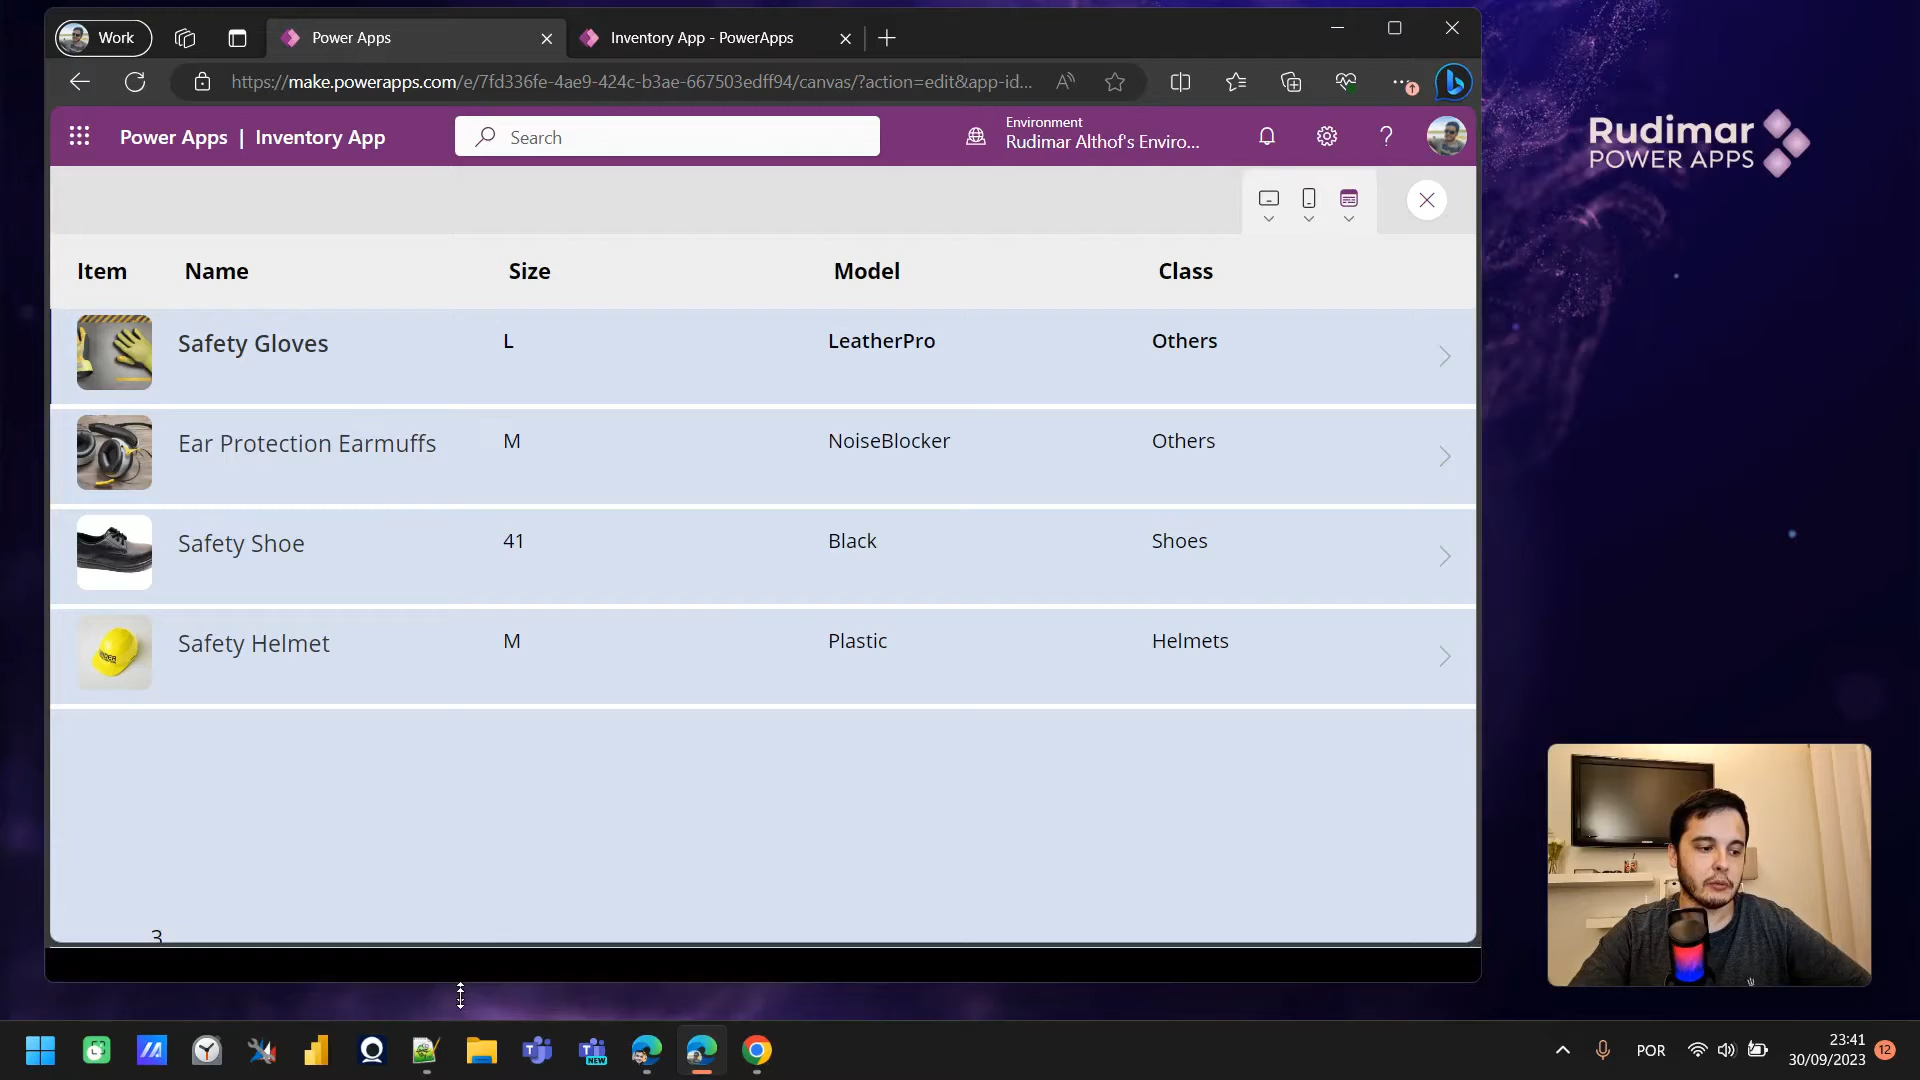 Work
Power Apps
Inventory App - PowerApps
https://make.powerapps.com/e/7fd336fe-4ae9-424c-b3ae-667503edff94/canvas/?action=edit&app-id...
Power Apps | Inventory App
Search
Environment
Rudimar Althof's Enviro...
Rudimar
POWER APPS
Item Name Size Model Class
Safety Gloves L LeatherPro Others
Ear Protection Earmuffs M NoiseBlocker Others
Safety Shoe 41 Black Shoes
Safety Helmet M Plastic Helmets
3
NEW
POR
23:41
30/09/2023
12